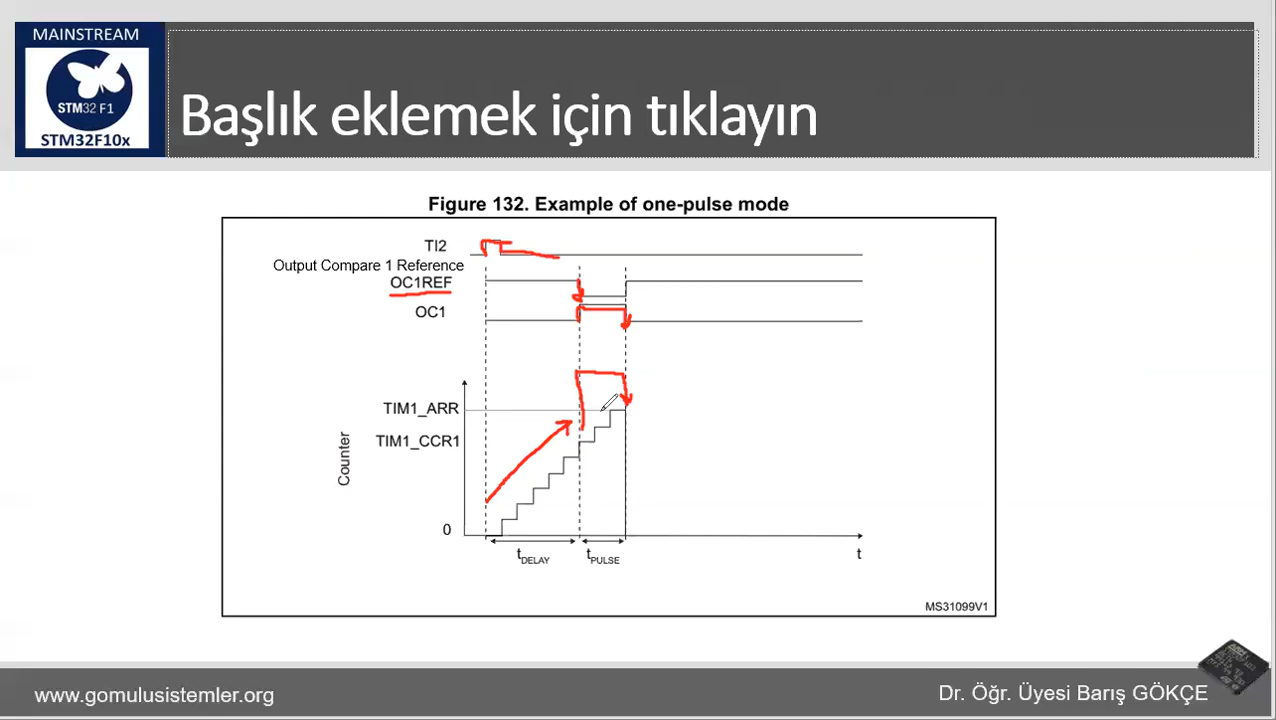 MAINSTREAM
STM32 F1
STM32F10x
Başlık eklemek için tıklayın
Figure 132. Example of one-pulse mode
TI2
Output Compare 1 Reference
OC1REF
OC1
TIM1_ARR
TIM1_CCR1
Counter
0
tDELAY
tPULSE
t
MS31099V1
www.gomulusistemler.org
Dr. Öğr. Üyesi Barış GÖKÇE